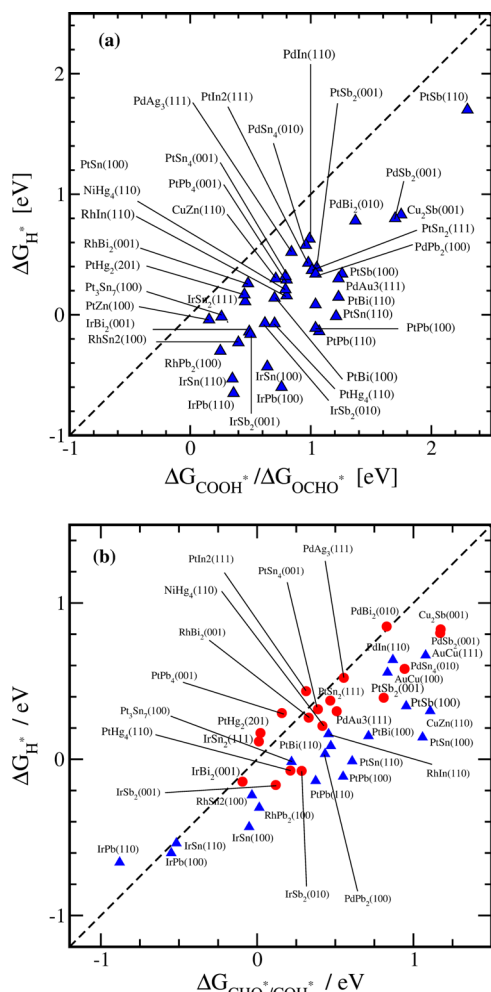 (a)
PdIn(110)
PtIn2(111)
PtSb2(001)
PdAg3(111)
PtSb(110)
PdSn4(010)
PtSn4(001)
PtSn(100)
PdSb2(001)
NiHg4(110)
PtPb4(001)
PdBi2(010)
Cu2Sb(001)
RhIn(110)
CuZn(110)
PtSn2(111)
RhBi2(001)
PdPb2(100)
PtHg2(201)
PtSb(100)
Pt3Sn7(100)
IrSn2(111)
PdAu3(111)
PtZn(100)
PtBi(110)
IrBi2(001)
PtSn(110)
RhSn2(100)
PtPb(100)
RhPb2(100)
PtPb(110)
IrSn(110)
IrSn(100)
PtBi(100)
IrPb(110)
IrPb(100)
PtHg4(110)
IrSb2(001)
IrSb2(010)
2
1
0
-1
-1 0 1 2
ΔGH* [eV]
ΔGCOOH*/ΔGOCHO* [eV]
(b)
PdAg3(111)
PtIn2(111)
PtSn4(001)
NiHg4(110)
PdBi2(010)
Cu2Sb(001)
RhBi2(001)
PdIn(110)
PdSb2(001)
AuCu(111)
PtPb4(001)
AuCu(100)
PdSn4(010)
PtSn2(111)
PtSb2(001)
Pt3Sn7(100)
PtSb(100)
PtHg2(201)
PdAu3(111)
CuZn(110)
PtHg4(110)
IrSn2(111)
PtBi(110)
PtBi(100)
PtSn(100)
IrBi2(001)
PtSn(110)
RhIn(110)
IrSb2(001)
PtPb(100)
RhSn2(100)
PtPb(110)
RhPb2(100)
IrSn(100)
IrPb(110)
IrSn(110)
IrPb(100)
IrSb2(010)
PdPb2(100)
1
0
-1
-1 0 1
ΔGH* / eV
ΔGCHO*/COH* / eV